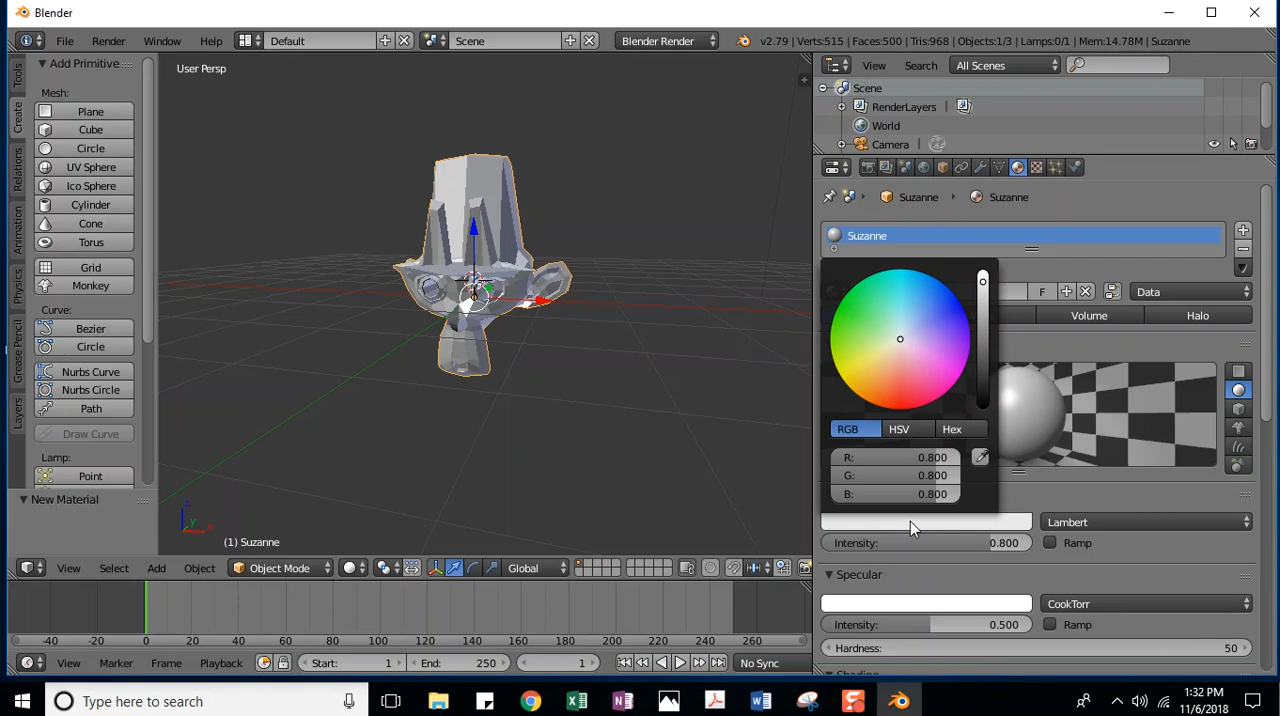 Blender
File Render Window Help Default Scene Blender Render v2.79 | Verts:515 | Faces:500 | Tris:968 | Objects:1/3 | Lamps:0/1 | Mem:14.78M | Suzanne
Tools
Create
Relations
Animation
Physics
Grease Pencil
Layers
Add Primitive
Mesh:
Plane
Cube
Circle
UV Sphere
Ico Sphere
Cylinder
Cone
Torus
Grid
Monkey
Curve:
Bezier
Circle
Nurbs Curve
Nurbs Circle
Path
Draw Curve
Lamp:
Point
New Material
User Persp
z
y
x
(1) Suzanne
View Select Add Object Object Mode Global
-40 -20 0 20 40 60 80 100 120 140 160 180 200 220 240 260
View Marker Frame Playback Start: 1 End: 250 1 No Sync
View Search All Scenes
Scene
RenderLayers |
World
Camera |
Suzanne Suzanne
Suzanne
F Data
Volume Halo
RGB HSV Hex
R: 0.800
G: 0.800
B: 0.800
Lambert
Intensity: 0.800 Ramp
Specular
CookTorr
Intensity: 0.500 Ramp
Hardness: 50
Type here to search
1:32 PM
11/6/2018